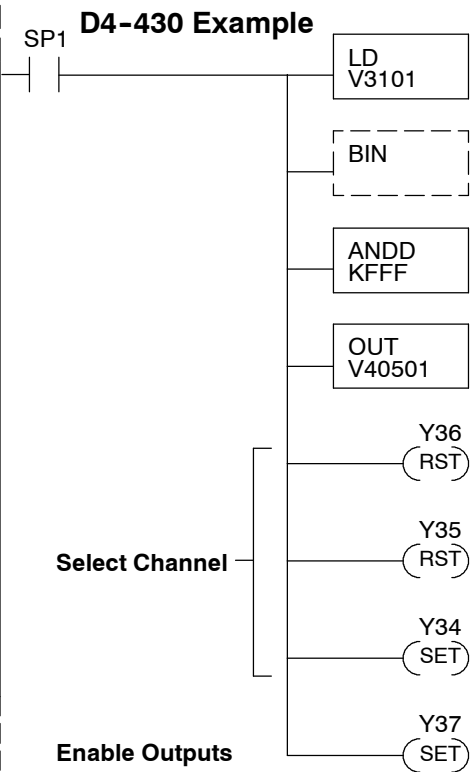 D4-430 Example
SP1
LD
V3101
BIN
ANDD
KFFF
OUT
V40501
Y36
RST
Y35
RST
Select Channel
Y34
SET
Y37
Enable Outputs
SET